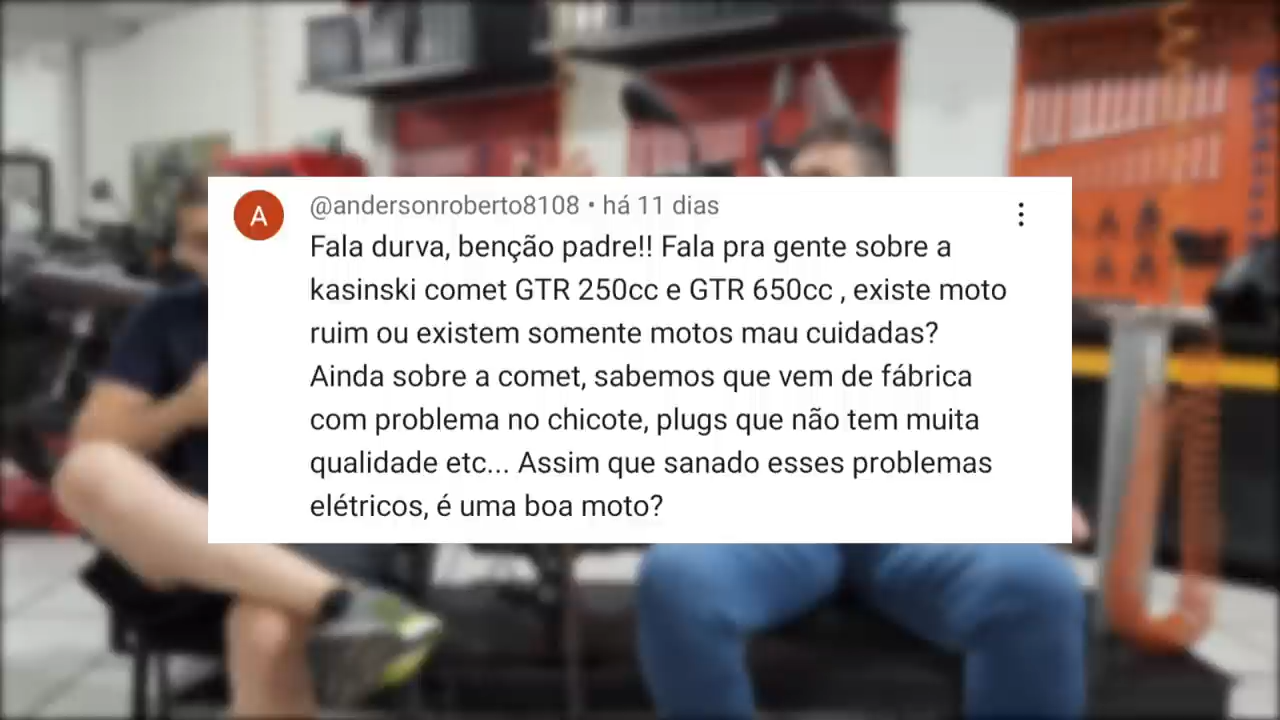 A
@andersonroberto8108 • há 11 dias
Fala durva, benção padre!! Fala pra gente sobre a
kasinski comet GTR 250cc e GTR 650cc , existe moto
ruim ou existem somente motos mau cuidadas?
Ainda sobre a comet, sabemos que vem de fábrica
com problema no chicote, plugs que não tem muita
qualidade etc... Assim que sanado esses problemas
elétricos, é uma boa moto?